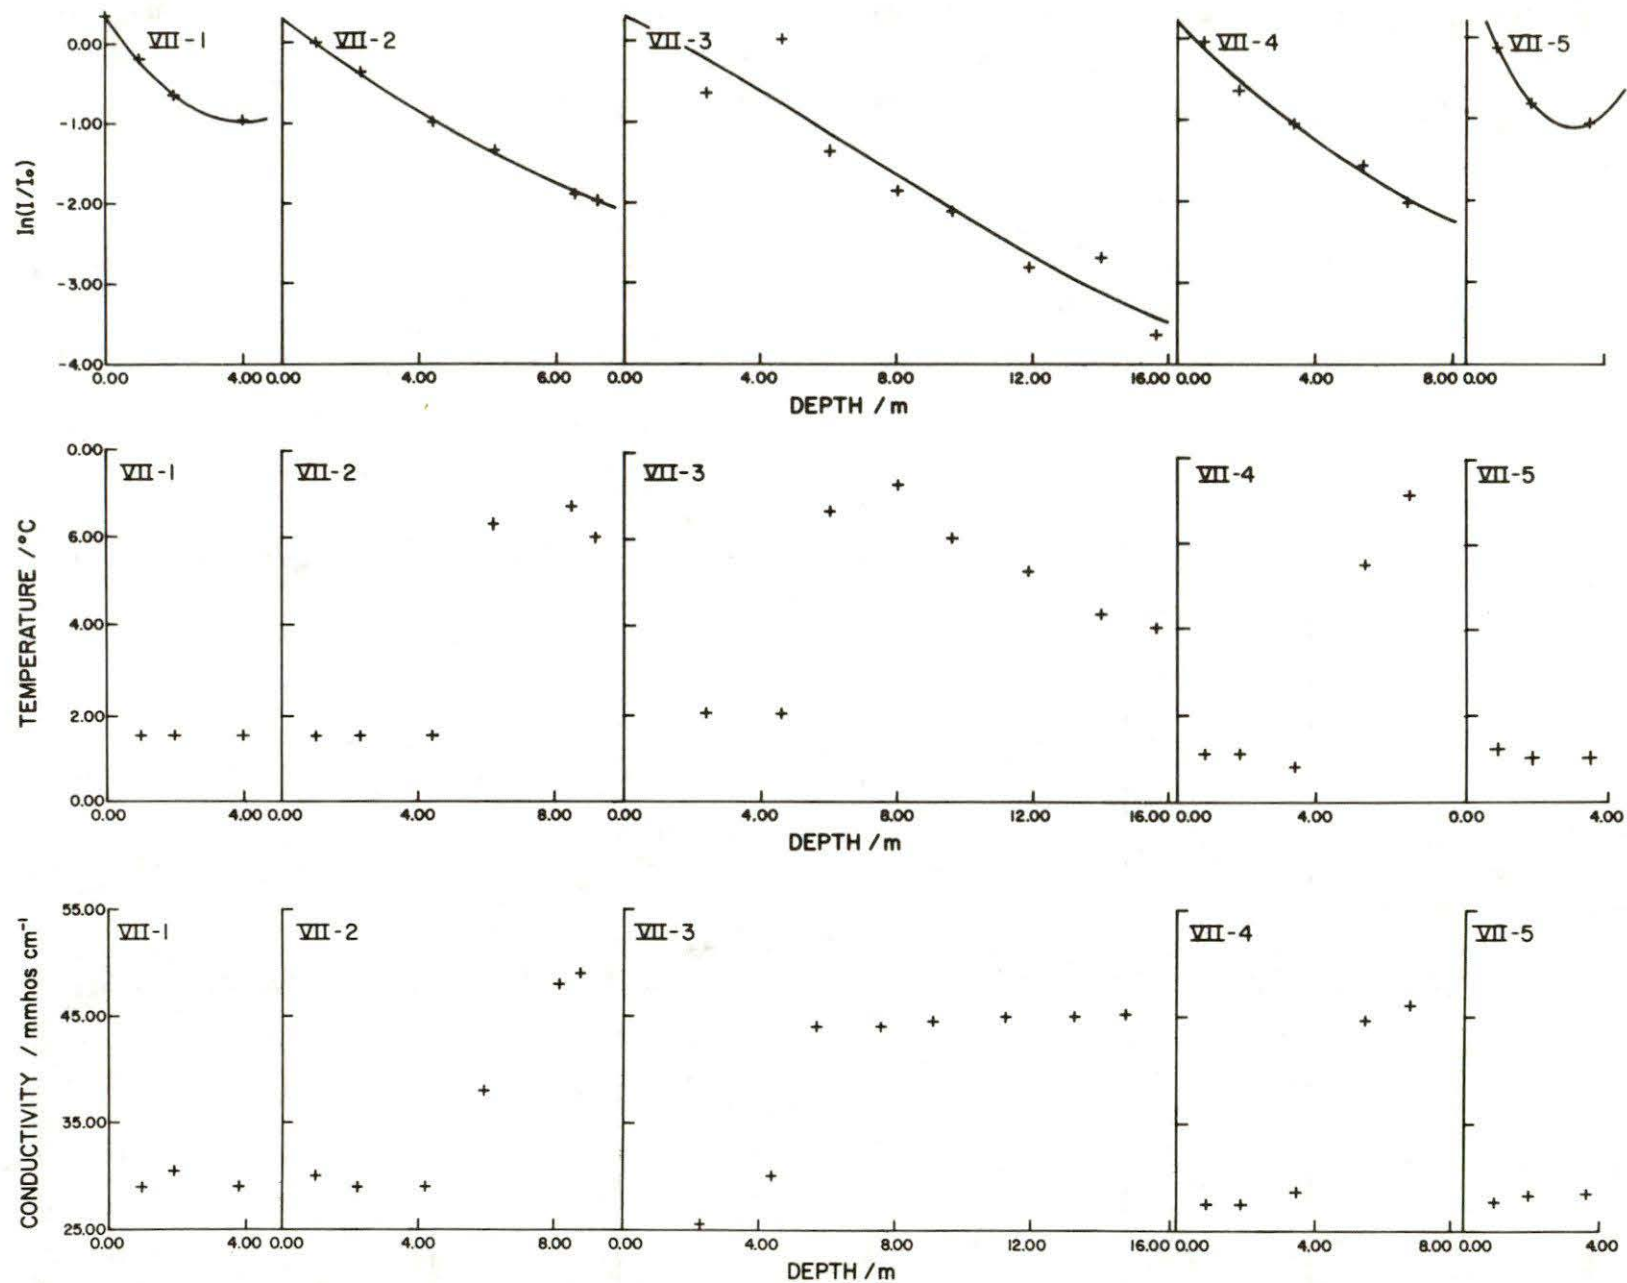 VII-1 VII-2 VII-3 VII-4 VII-5
0.00
-1.00
-2.00
-3.00
-4.00
ln(I/I₀)
0.00 4.00 0.00 4.00 6.00 0.00 4.00 8.00 12.00 16.00 0.00 4.00 8.00 0.00
DEPTH / m
VII-1 VII-2 VII-3 VII-4 VII-5
0.00
6.00
4.00
2.00
0.00
TEMPERATURE / °C
0.00 4.00 0.00 4.00 8.00 0.00 4.00 8.00 12.00 16.00 0.00 4.00 0.00 4.00
DEPTH / m
VII-1 VII-2 VII-3 VII-4 VII-5
55.00
45.00
35.00
25.00
CONDUCTIVITY / mmhos cm⁻¹
0.00 4.00 0.00 4.00 8.00 0.00 4.00 8.00 12.00 16.00 0.00 4.00 8.00 0.00 4.00
DEPTH / m